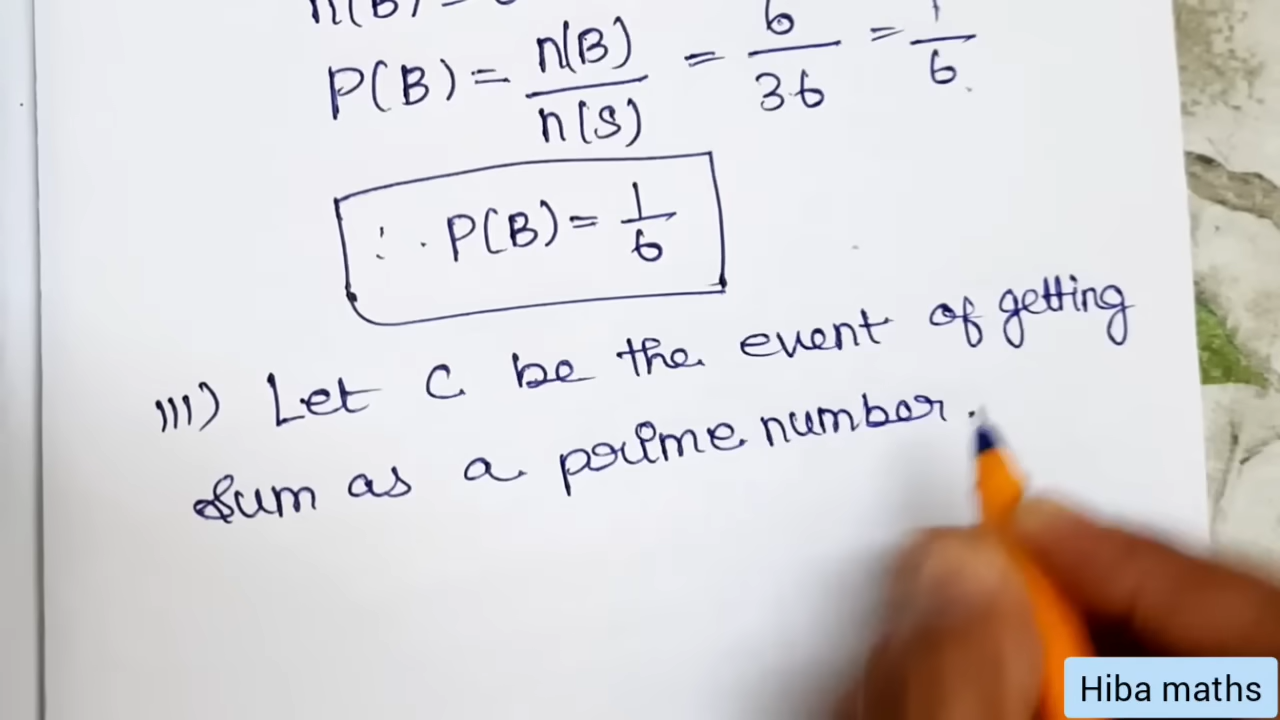 P(B) = n(B)/n(S) = 6/36 = 1/6
∴ P(B) = 1/6
iii) Let C be the event of getting
Sum as a prime number.
Hiba maths